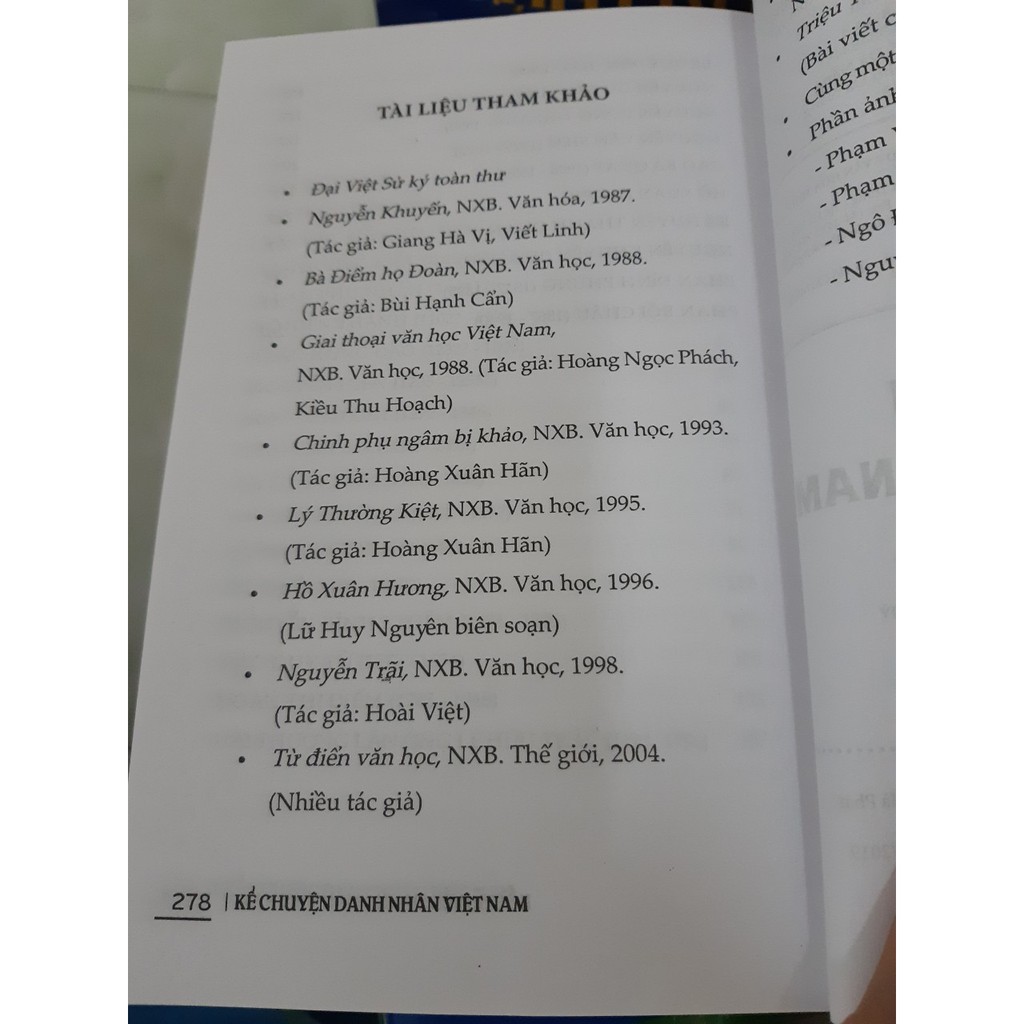 TÀI LIỆU THAM KHẢO
• Đại Việt Sử ký toàn thư
• Nguyễn Khuyến, NXB. Văn hóa, 1987.
(Tác giả: Giang Hà Vị, Viết Linh)
• Bà Điểm họ Đoàn, NXB. Văn học, 1988.
(Tác giả: Bùi Hạnh Cẩn)
• Giai thoại văn học Việt Nam,
NXB. Văn học, 1988. (Tác giả: Hoàng Ngọc Phách,
Kiều Thu Hoạch)
• Chinh phụ ngâm bị khảo, NXB. Văn học, 1993.
(Tác giả: Hoàng Xuân Hãn)
• Lý Thường Kiệt, NXB. Văn học, 1995.
(Tác giả: Hoàng Xuân Hãn)
• Hồ Xuân Hương, NXB. Văn học, 1996.
(Lữ Huy Nguyên biên soạn)
• Nguyễn Trãi, NXB. Văn học, 1998.
(Tác giả: Hoài Việt)
• Từ điển văn học, NXB. Thế giới, 2004.
(Nhiều tác giả)
278 | KỂ CHUYỆN DANH NHÂN VIỆT NAM
• Triệu
(Bài viết
• Cùng một
• Phần ảnh
- Phạm
- Phạm
- Ngô